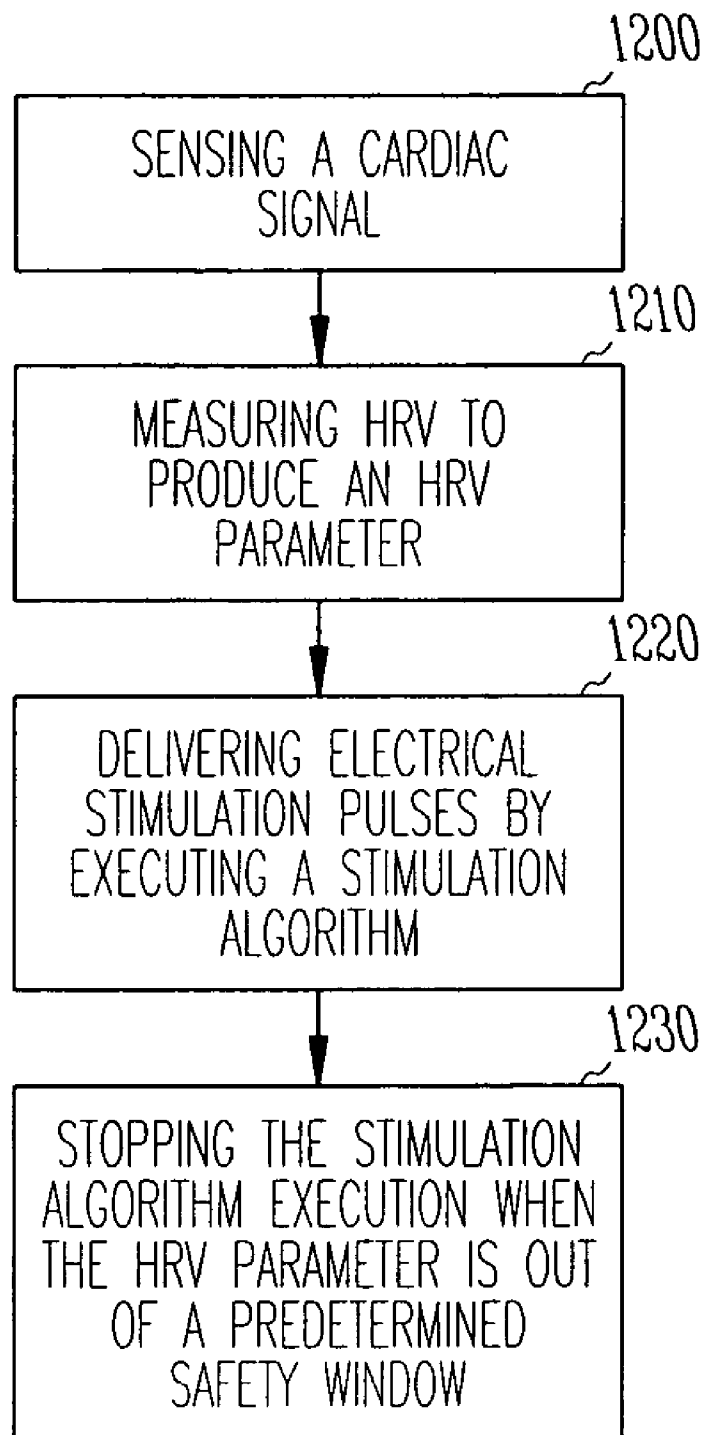 1200
SENSING A CARDIAC
SIGNAL
1210
MEASURING HRV TO
PRODUCE AN HRV
PARAMETER
1220
DELIVERING ELECTRICAL
STIMULATION PULSES BY
EXECUTING A STIMULATION
ALGORITHM
1230
STOPPING THE STIMULATION
ALGORITHM EXECUTION WHEN
THE HRV PARAMETER IS OUT
OF A PREDETERMINED
SAFETY WINDOW